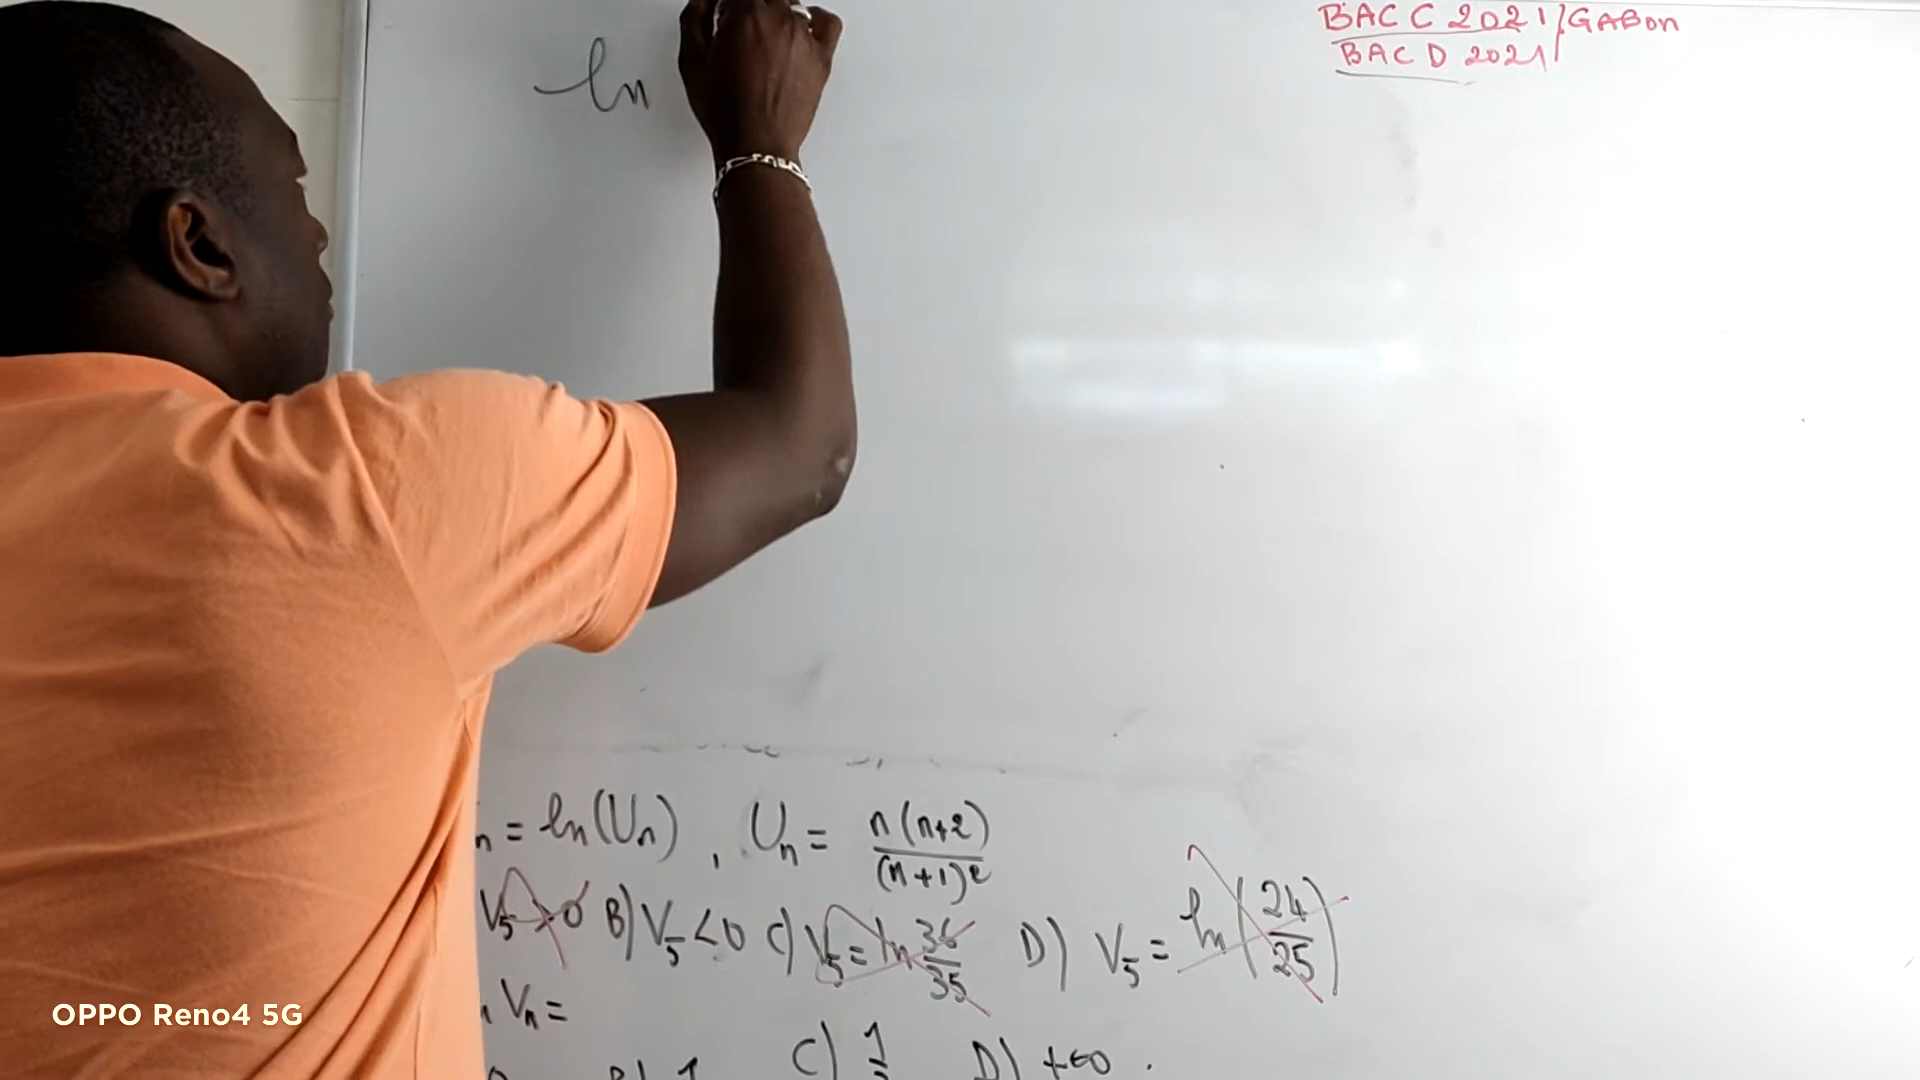 BAC C 2021 / GABON
BAC D 2021
ln
n = ln(Un) , Un = n(n+2) / (n+1)²
V5 > 0 B) V5 < 0 C) V5 = ln 36/35 D) V5 = ln(24/25)
Vn =
B) 1 C) 1 D) +∞ .
OPPO Reno4 5G